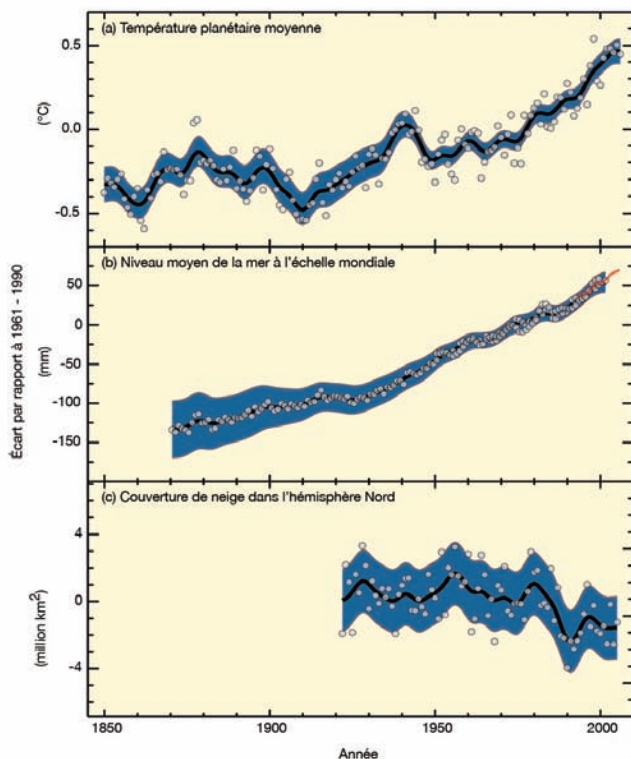 (a) Température planétaire moyenne
0.5
0.0
-0.5
(°C)
(b) Niveau moyen de la mer à l'échelle mondiale
50
0
-50
-100
-150
(mm)
Écart par rapport à 1961 - 1990
(c) Couverture de neige dans l'hémisphère Nord
4
0
-4
(million km²)
1850 1900 1950 2000
Année